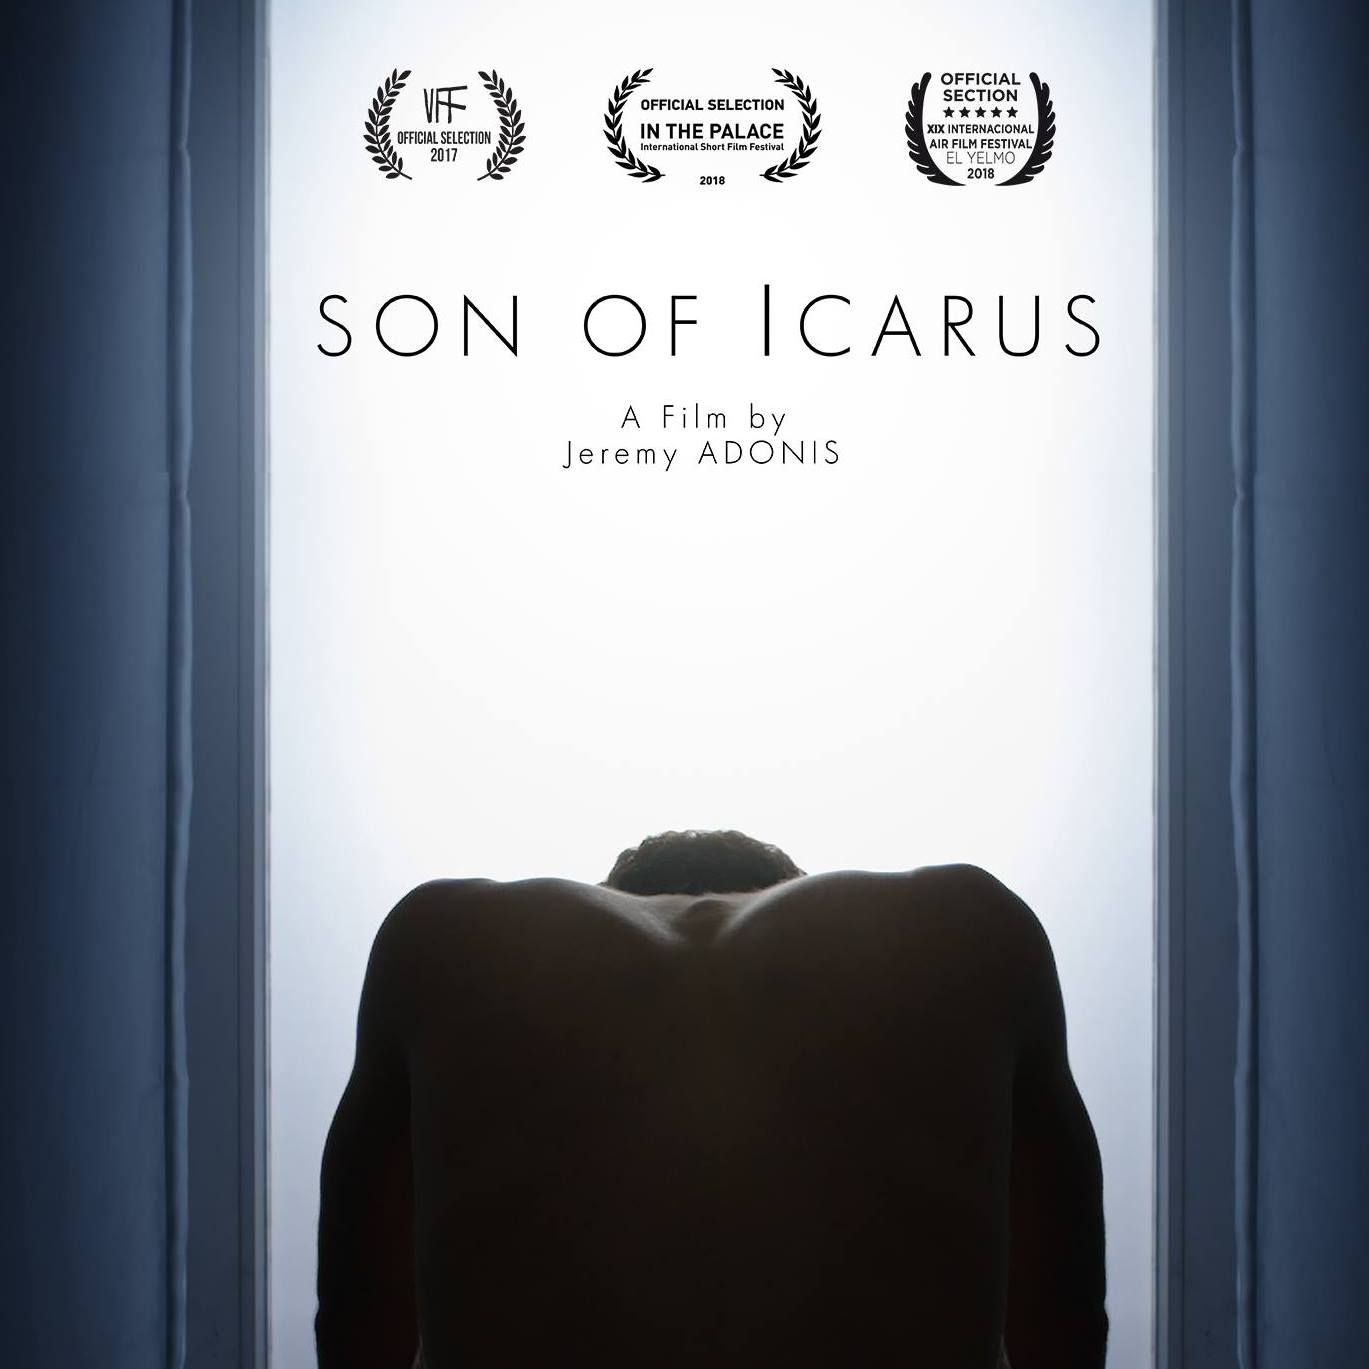 VFF
OFFICIAL SELECTION
2017
OFFICIAL SELECTION
IN THE PALACE
International Short Film Festival
2018
OFFICIAL
SECTION
XIX INTERNACIONAL
AIR FILM FESTIVAL
EL YELMO
2018
SON OF ICARUS
A Film by
Jeremy ADONIS